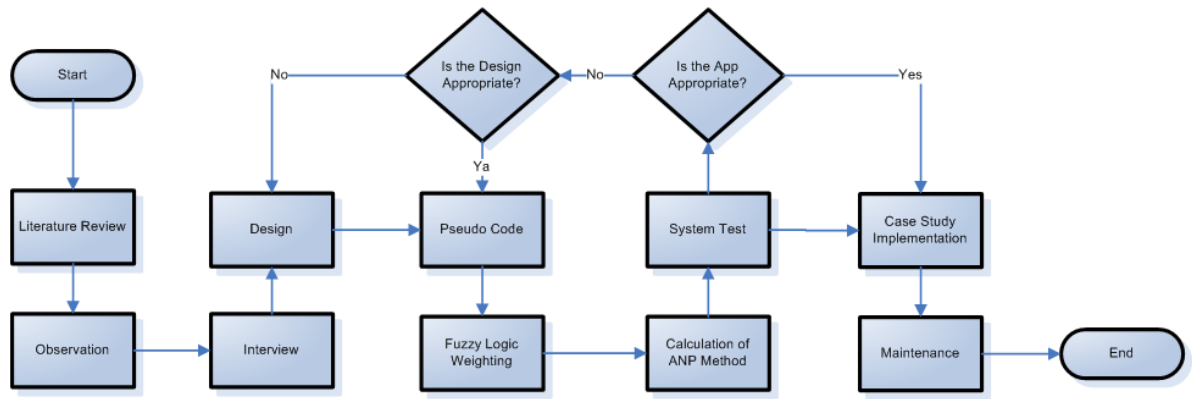 Start
Literature Review
Observation
Interview
Design
No
Is the Design
Appropriate?
Ya
Pseudo Code
Fuzzy Logic
Weighting
Calculation of
ANP Method
System Test
Is the App
Appropriate?
No
Yes
Case Study
Implementation
Maintenance
End